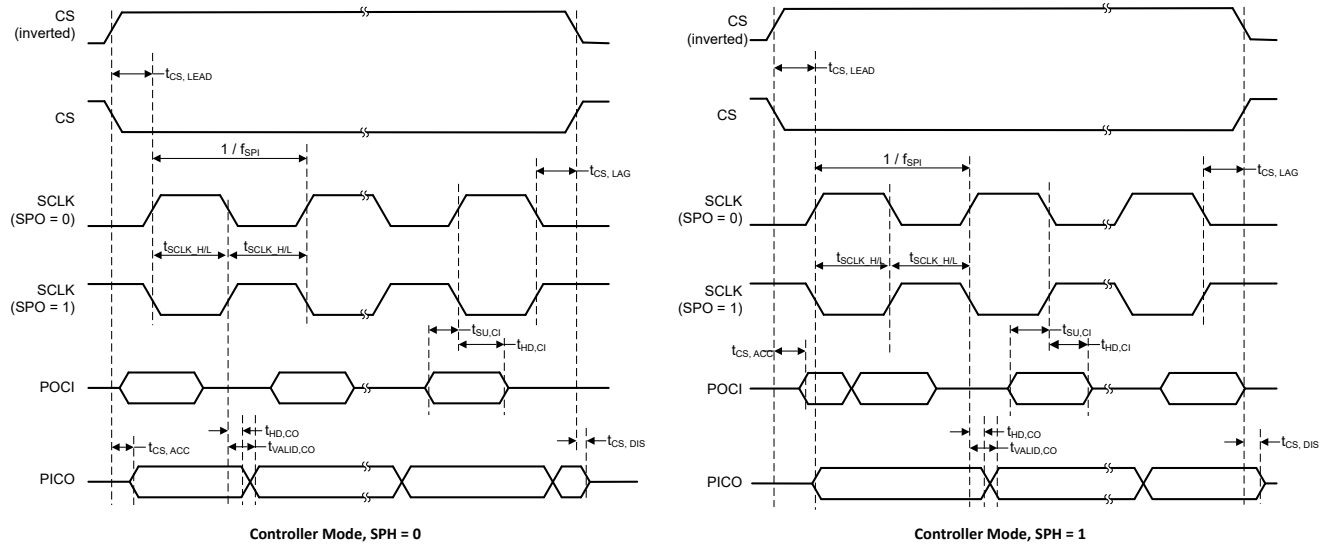 CS
(inverted)
tCS, LEAD
CS
1 / fSPI
tCS, LAG
SCLK
(SPO = 0)
tSCLK_H/L
tSCLK_H/L
SCLK
(SPO = 1)
tSU,CI
tHD,CI
POCI
tHD,CO
tCS, ACC
tVALID,CO
tCS, DIS
PICO
Controller Mode, SPH = 0
CS
(inverted)
tCS, LEAD
CS
1 / fSPI
tCS, LAG
SCLK
(SPO = 0)
tSCLK_H/L
tSCLK_H/L
SCLK
(SPO = 1)
tSU,CI
tCS, ACC
tHD,CI
POCI
tHD,CO
tVALID,CO
tCS, DIS
PICO
Controller Mode, SPH = 1